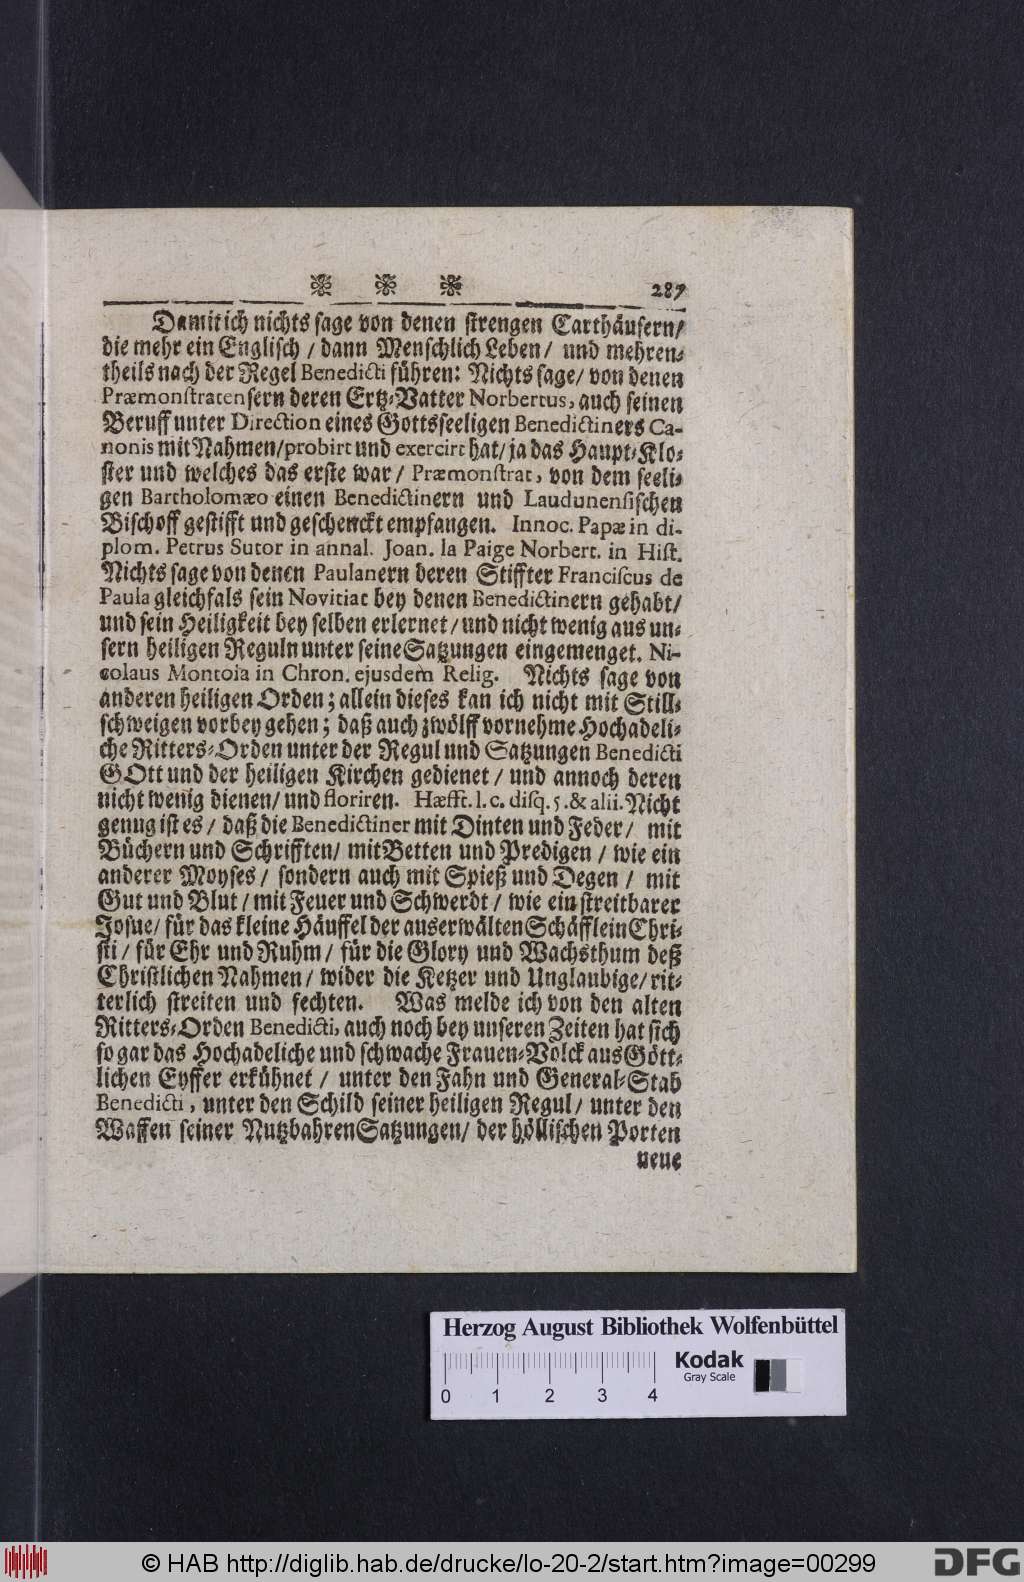 287
Damit ich nichts sage von denen strengen Carthäusern/
die mehr ein Englisch / dann Menschlich Leben/ und mehren-
theils nach der Regel Benedicti führen: Nichts sage/ von denen
Præmonstratensern deren Ertz-Vatter Norbertus, auch seinen
Beruff unter Direction eines Gottsseeligen Benedictiners Ca-
nonis mit Nahmen/ probirt und exercirt hat/ ja das Haupt-Klo-
ster und welches das erste war/ Præmonstrat, von dem seeli-
gen Bartholomæo einen Benedictinern und Laudunensischen
Bischoff gestifft und geschenckt empfangen. Innoc. Papæ in di-
plom. Petrus Sutor in annal. Joan. la Paige Norbert. in Hist.
Nichts sage von denen Paulanern deren Stiffter Franciscus de
Paula gleichfals sein Novitiat bey denen Benedictinern gehabt/
und sein Heiligkeit bey selben erlernet/ und nicht wenig aus un-
sern heiligen Reguln unter seine Satzungen eingemenget. Ni-
colaus Montoia in Chron. ejusdem Relig. Nichts sage von
anderen heiligen Orden; allein dieses kan ich nicht mit Still-
schweigen vorbey gehen; daß auch zwölff vornehme Hochadeli-
che Ritters-Orden unter der Regul und Satzungen Benedicti
GOtt und der heiligen Kirchen gedienet / und annoch deren
nicht wenig dienen/ und floriren. Hæfft. l. c. disq. 5. & alii. Nicht
genug ist es/ daß die Benedictiner mit Dinten und Feder/ mit
Büchern und Schrifften/ mit Betten und Predigen / wie ein
anderer Moyses/ sondern auch mit Spieß und Degen / mit
Gut und Blut/ mit Feuer und Schwerdt / wie ein streitbarer
Josue/ für das kleine Häuffel der auserwälten Schäfflein Chri-
sti / für Ehr und Ruhm / für die Glory und Wachsthum deß
Christlichen Nahmen / wider die Ketzer und Unglaubige/ rit-
terlich streiten und fechten. Was melde ich von den alten
Ritters-Orden Benedicti, auch noch bey unseren Zeiten hat sich
so gar das Hochadeliche und schwache Frauen-Volck aus Gött-
lichen Eyffer erkühnet / unter den Fahn und General-Stab
Benedicti, unter den Schild seiner heiligen Regul/ unter den
Waffen seiner Nutzbahren Satzungen/ der höllischen Porten
neue
Herzog August Bibliothek Wolfenbüttel
Kodak
Gray Scale
0 1 2 3 4
© HAB http://diglib.hab.de/drucke/lo-20-2/start.htm?image=00299
DFG